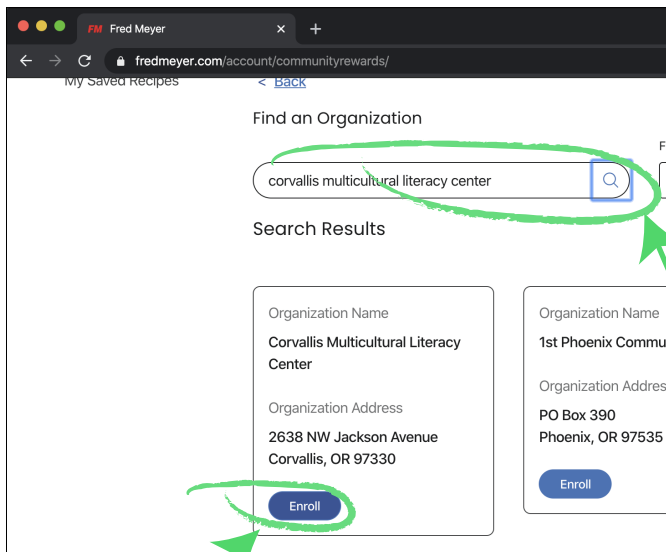 FM Fred Meyer
fredmeyer.com/account/communityrewards/
My Saved Recipes
< Back
Find an Organization
F
corvallis multicultural literacy center
Search Results
Organization Name
Corvallis Multicultural Literacy
Center
Organization Address
2638 NW Jackson Avenue
Corvallis, OR 97330
Enroll
Organization Name
1st Phoenix Commu
Organization Addres
PO Box 390
Phoenix, OR 97535
Enroll